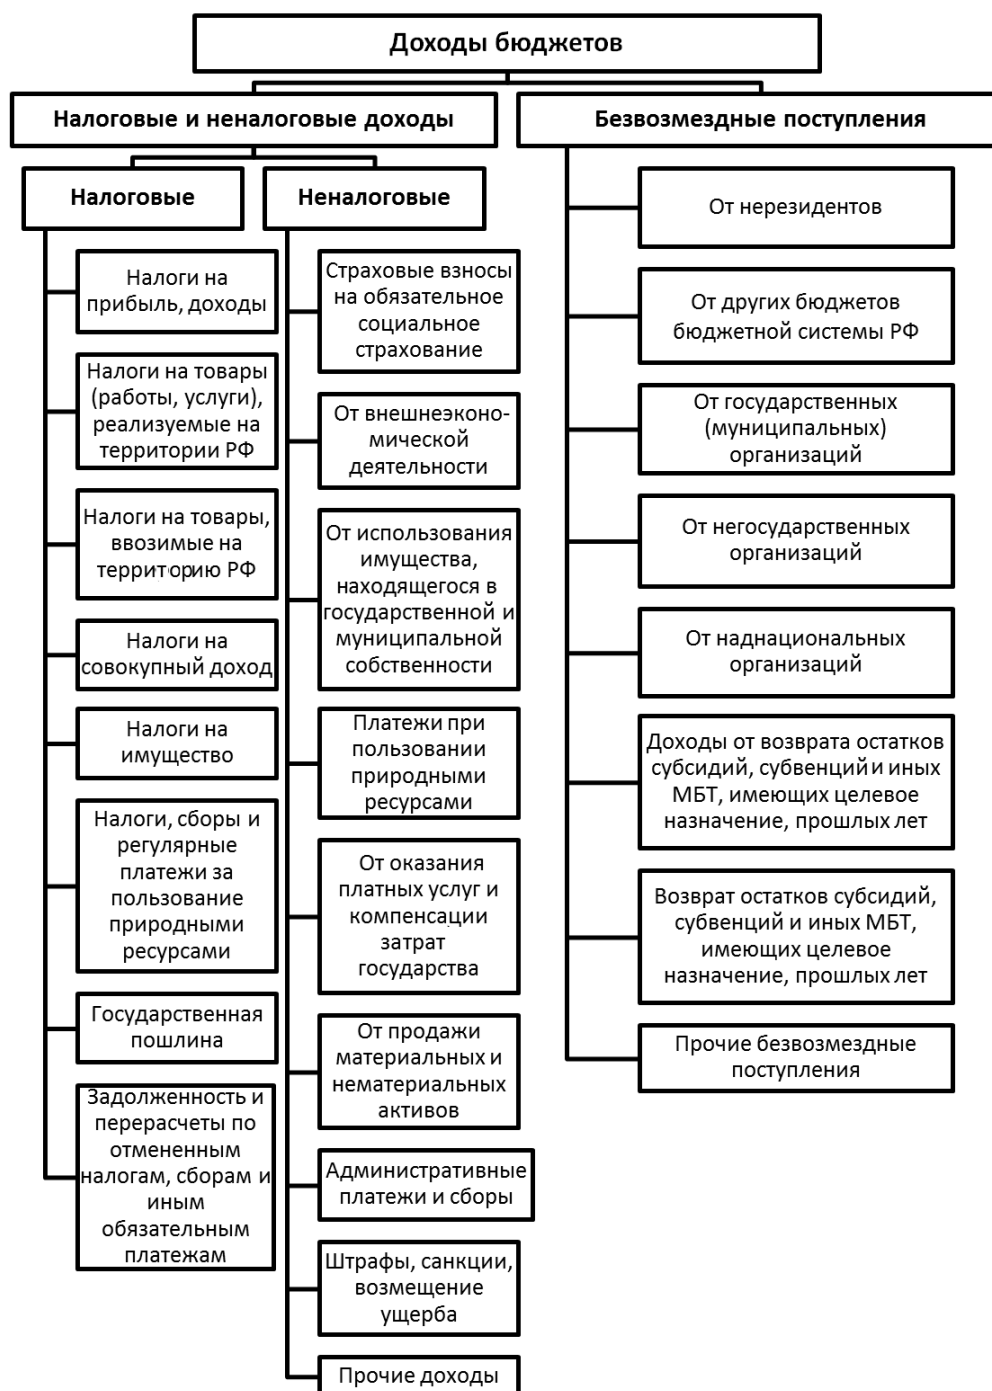 Доходы бюджетов
Налоговые и неналоговые доходы
Безвозмездные поступления
Налоговые
Неналоговые
Налоги на
прибыль, доходы
Налоги на товары
(работы, услуги),
реализуемые на
территории РФ
Налоги на товары,
ввозимые на
территорию РФ
Налоги на
совокупный доход
Налоги на
имущество
Налоги, сборы и
регулярные
платежи за
пользование
природными
ресурсами
Государственная
пошлина
Задолженность и
перерасчеты по
отмененным
налогам, сборам и
иным
обязательным
платежам
Страховые взносы
на обязательное
социальное
страхование
От внешнеэконо-
мической
деятельности
От использования
имущества,
находящегося в
государственной и
муниципальной
собственности
Платежи при
пользовании
природными
ресурсами
От оказания
платных услуг и
компенсации
затрат
государства
От продажи
материальных и
нематериальных
активов
Административные
платежи и сборы
Штрафы, санкции,
возмещение
ущерба
Прочие доходы
От нерезидентов
От других бюджетов
бюджетной системы РФ
От государственных
(муниципальных)
организаций
От негосударственных
организаций
От наднациональных
организаций
Доходы от возврата остатков
субсидий, субвенций и иных
МБТ, имеющих целевое
назначение, прошлых лет
Возврат остатков субсидий,
субвенций и иных МБТ,
имеющих целевое
назначение, прошлых лет
Прочие безвозмездные
поступления